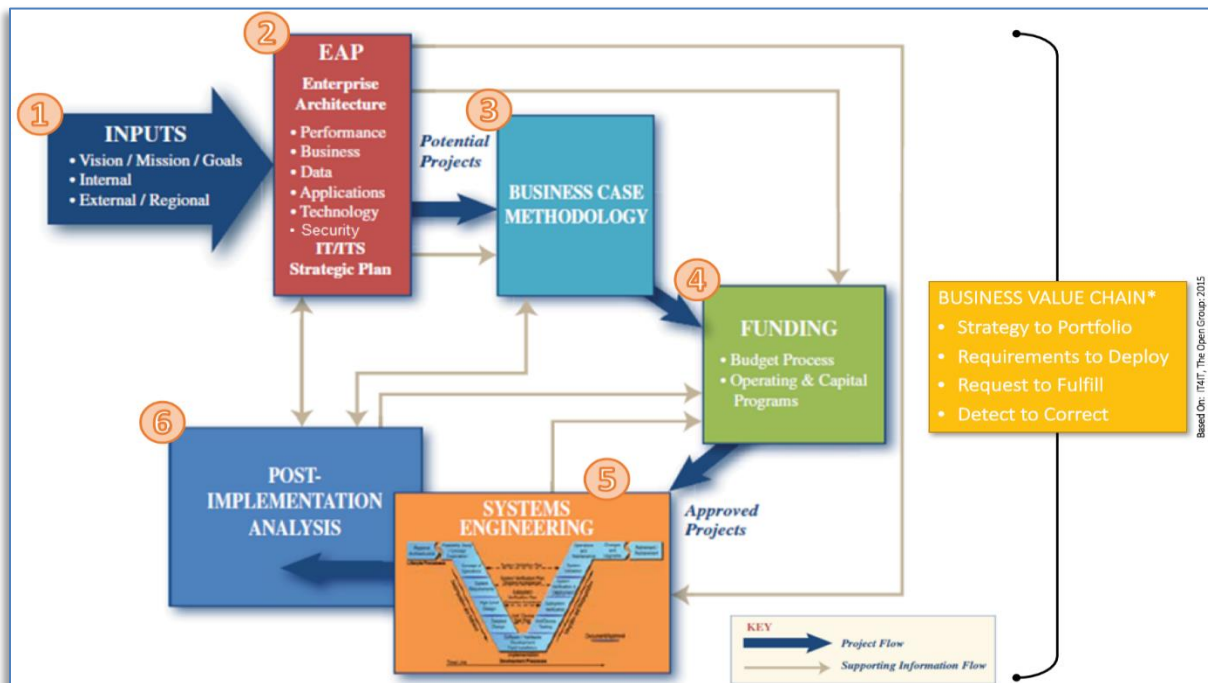 ①
INPUTS
• Vision / Mission / Goals
• Internal
• External / Regional
②
EAP
Enterprise
Architecture
• Performance
• Business
• Data
• Applications
• Technology
• Security
IT/ITS
Strategic Plan
Potential
Projects
③
BUSINESS CASE
METHODOLOGY
④
FUNDING
• Budget Process
• Operating & Capital
Programs
Approved
Projects
⑤
SYSTEMS
ENGINEERING
Implementation
Development Processes
⑥
POST-
IMPLEMENTATION
ANALYSIS
KEY
Project Flow
Supporting Information Flow
BUSINESS VALUE CHAIN*
• Strategy to Portfolio
• Requirements to Deploy
• Request to Fulfill
• Detect to Correct
Based On: IT4IT, The Open Group: 2015